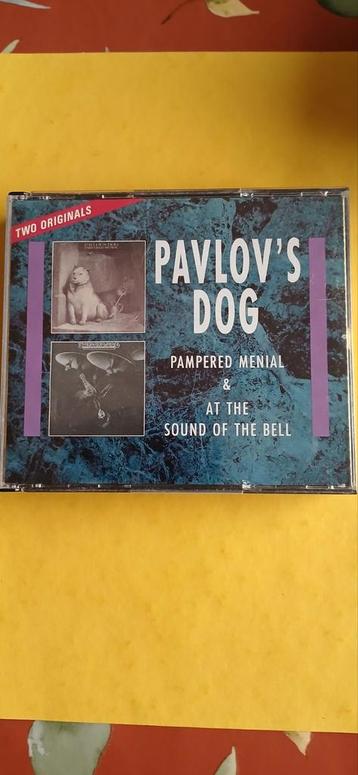 TWO ORIGINALS
PAVLOV'S
DOG
PAMPERED MENIAL
&
AT THE
SOUND OF THE BELL